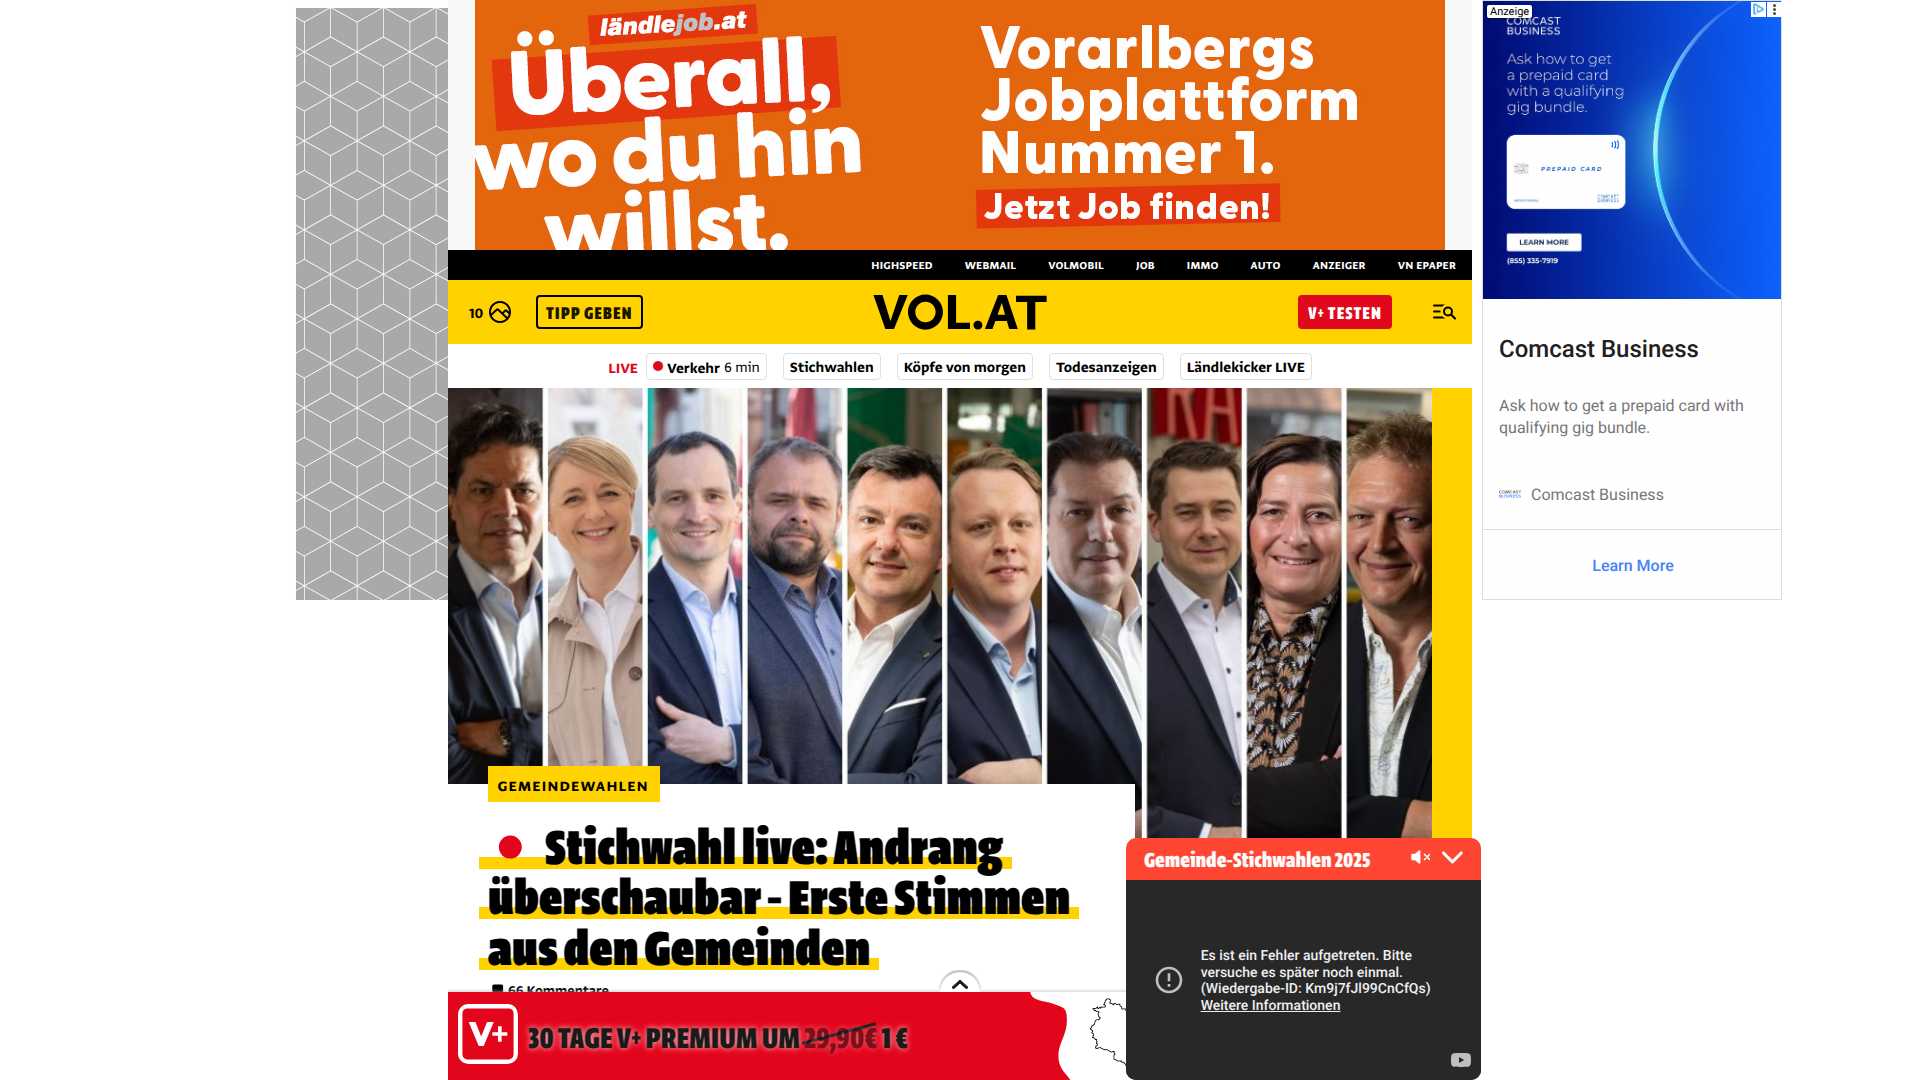 ländlejob.at
Überall,
wo du hin
willst.
Vorarlbergs
Jobplattform
Nummer 1.
Jetzt Job finden!
Anzeige
COMCAST
BUSINESS
Ask how to get
a prepaid card
with a qualifying
gig bundle.
PREPAID CARD
LEARN MORE
(855) 335-7919
Comcast Business
Ask how to get a prepaid card with
qualifying gig bundle.
COMCAST
BUSINESS
Comcast Business
Learn More
HIGHSPEED WEBMAIL VOLMOBIL JOB IMMO AUTO ANZEIGER VN EPAPER
10 TIPP GEBEN VOL.AT V+ TESTEN
LIVE Verkehr 6 min Stichwahlen Köpfe von morgen Todesanzeigen Ländlekicker LIVE
GEMEINDEWAHLEN
Stichwahl live: Andrang
überschaubar - Erste Stimmen
aus den Gemeinden
66 Kommentare
V+ 30 TAGE V+ PREMIUM UM 29,90€ 1 €
Gemeinde-Stichwahlen 2025
Es ist ein Fehler aufgetreten. Bitte
versuche es später noch einmal.
(Wiedergabe-ID: Km9j7fJl99CnCfQs)
Weitere Informationen